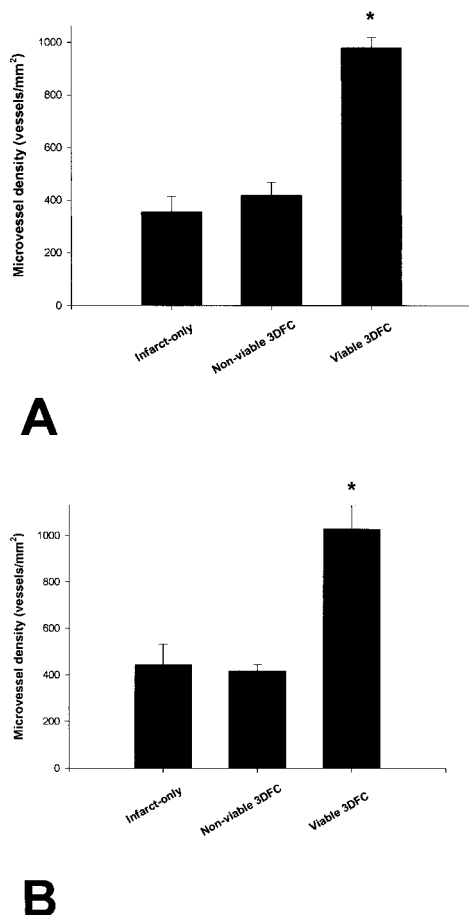 *
1000
800
600
400
200
0
Microvessel density (vessels/mm²)
Infarct-only
Non-viable 3DFC
Viable 3DFC
A
*
1000
800
600
400
200
0
Microvessel density (vessels/mm²)
Infarct-only
Non-viable 3DFC
Viable 3DFC
B